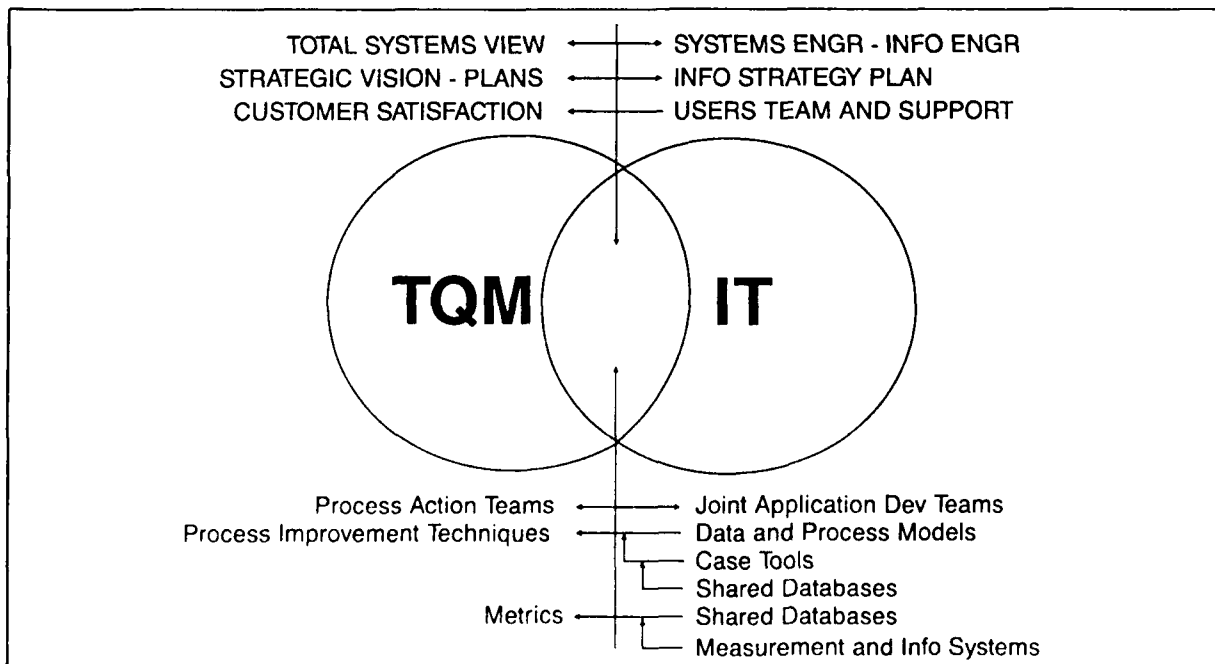 TOTAL SYSTEMS VIEW SYSTEMS ENGR - INFO ENGR
STRATEGIC VISION - PLANS INFO STRATEGY PLAN
CUSTOMER SATISFACTION USERS TEAM AND SUPPORT
TQM IT
Process Action Teams Joint Application Dev Teams
Process Improvement Techniques Data and Process Models
Case Tools
Shared Databases
Metrics Shared Databases
Measurement and Info Systems